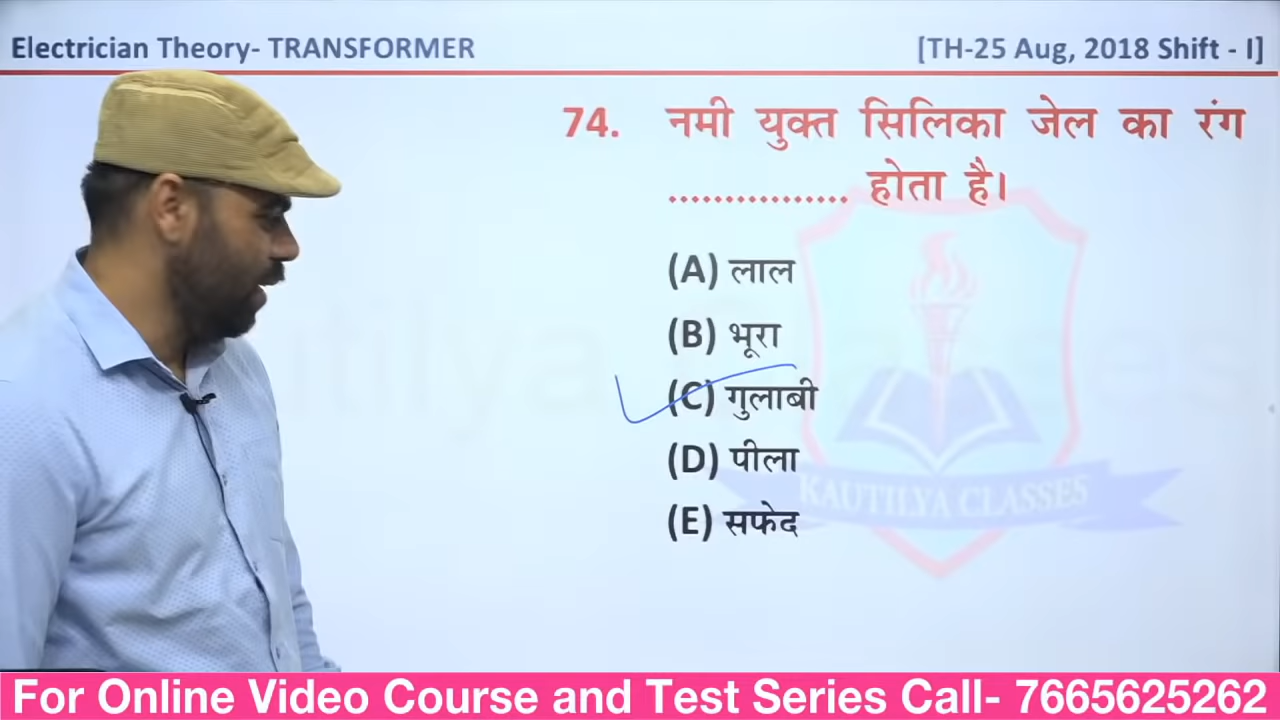 Electrician Theory- TRANSFORMER
[TH-25 Aug, 2018 Shift - I]
74. नमी युक्त सिलिका जेल का रंग
................ होता है।
(A) लाल
(B) भूरा
(C) गुलाबी
(D) पीला
(E) सफेद
KAUTILYA CLASSES
For Online Video Course and Test Series Call- 7665625262